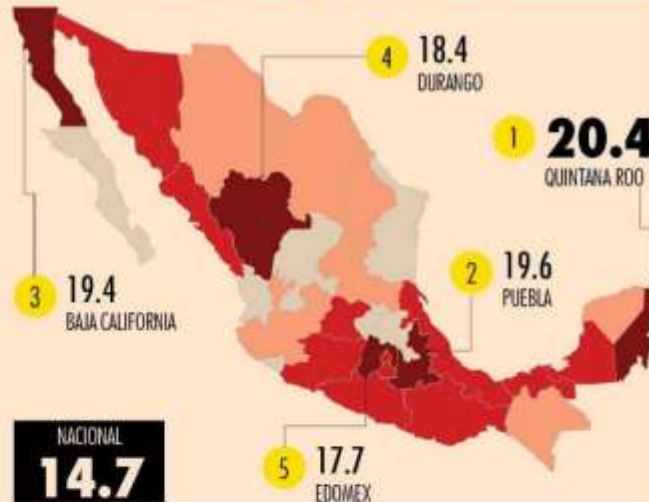 4 18.4
DURANGO
1 20.4
QUINTANA ROO
2 19.6
PUEBLA
3 19.4
BAJA CALIFORNIA
NACIONAL
14.7
5 17.7
EDOMEX